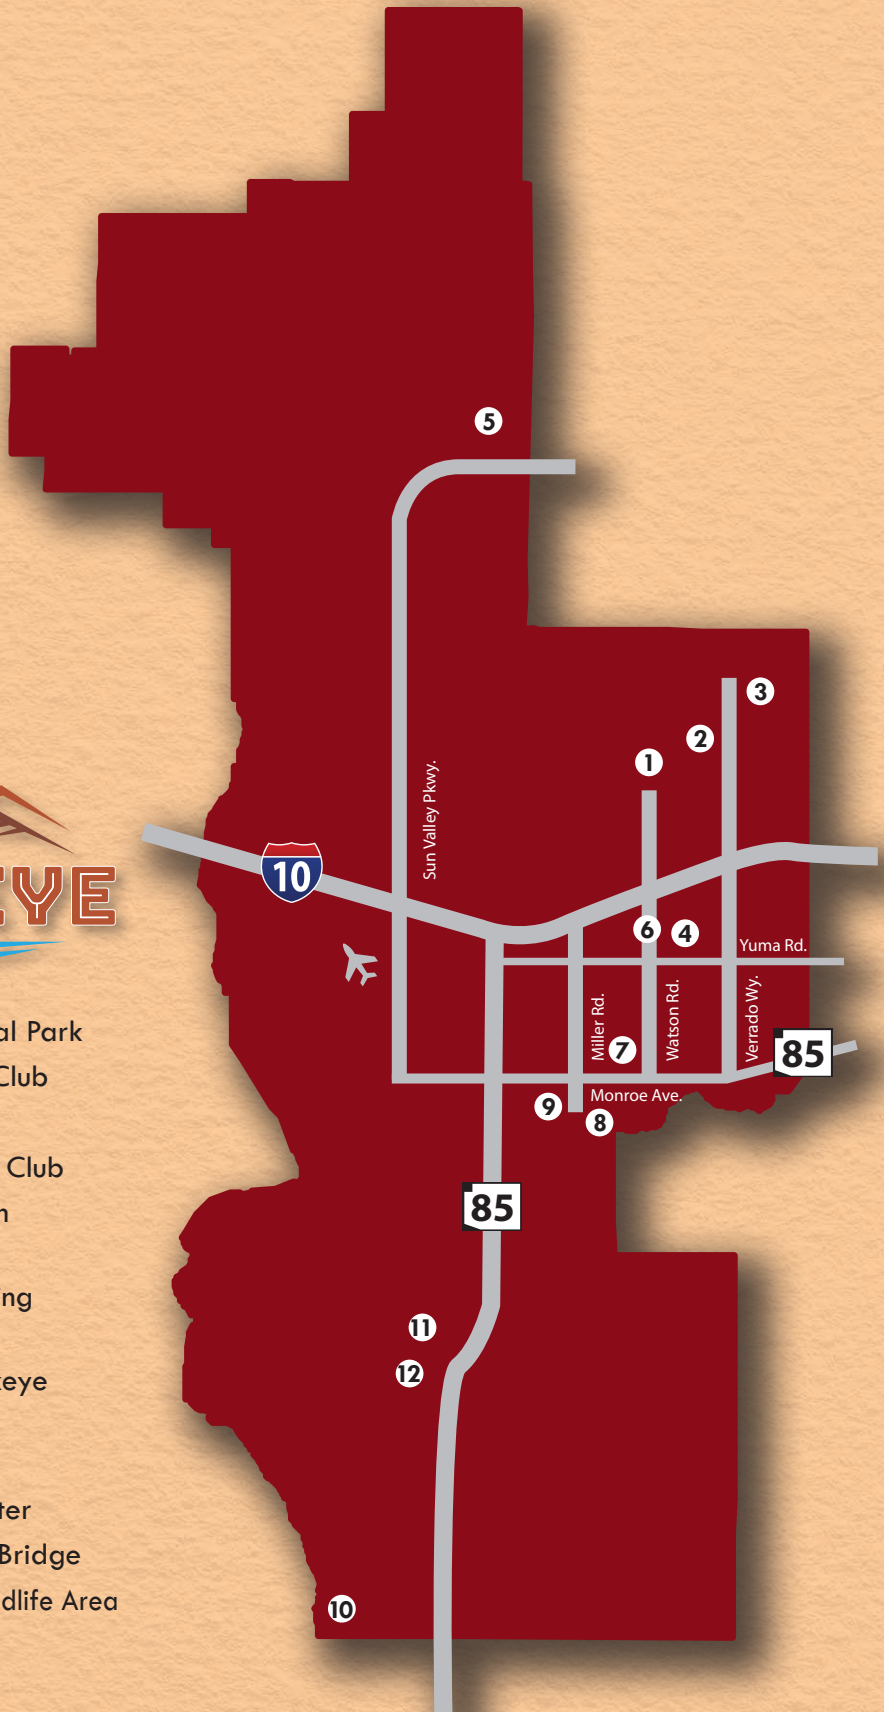 5
3
2
1
Sun Valley Pkwy.
10
EYE
6
4
Yuma Rd.
Miller Rd.
Watson Rd.
Verrado Wy.
al Park
7
85
Club
Monroe Ave.
9
8
Club
85
n
ng
11
12
keye
ter
Bridge
dlife Area
10